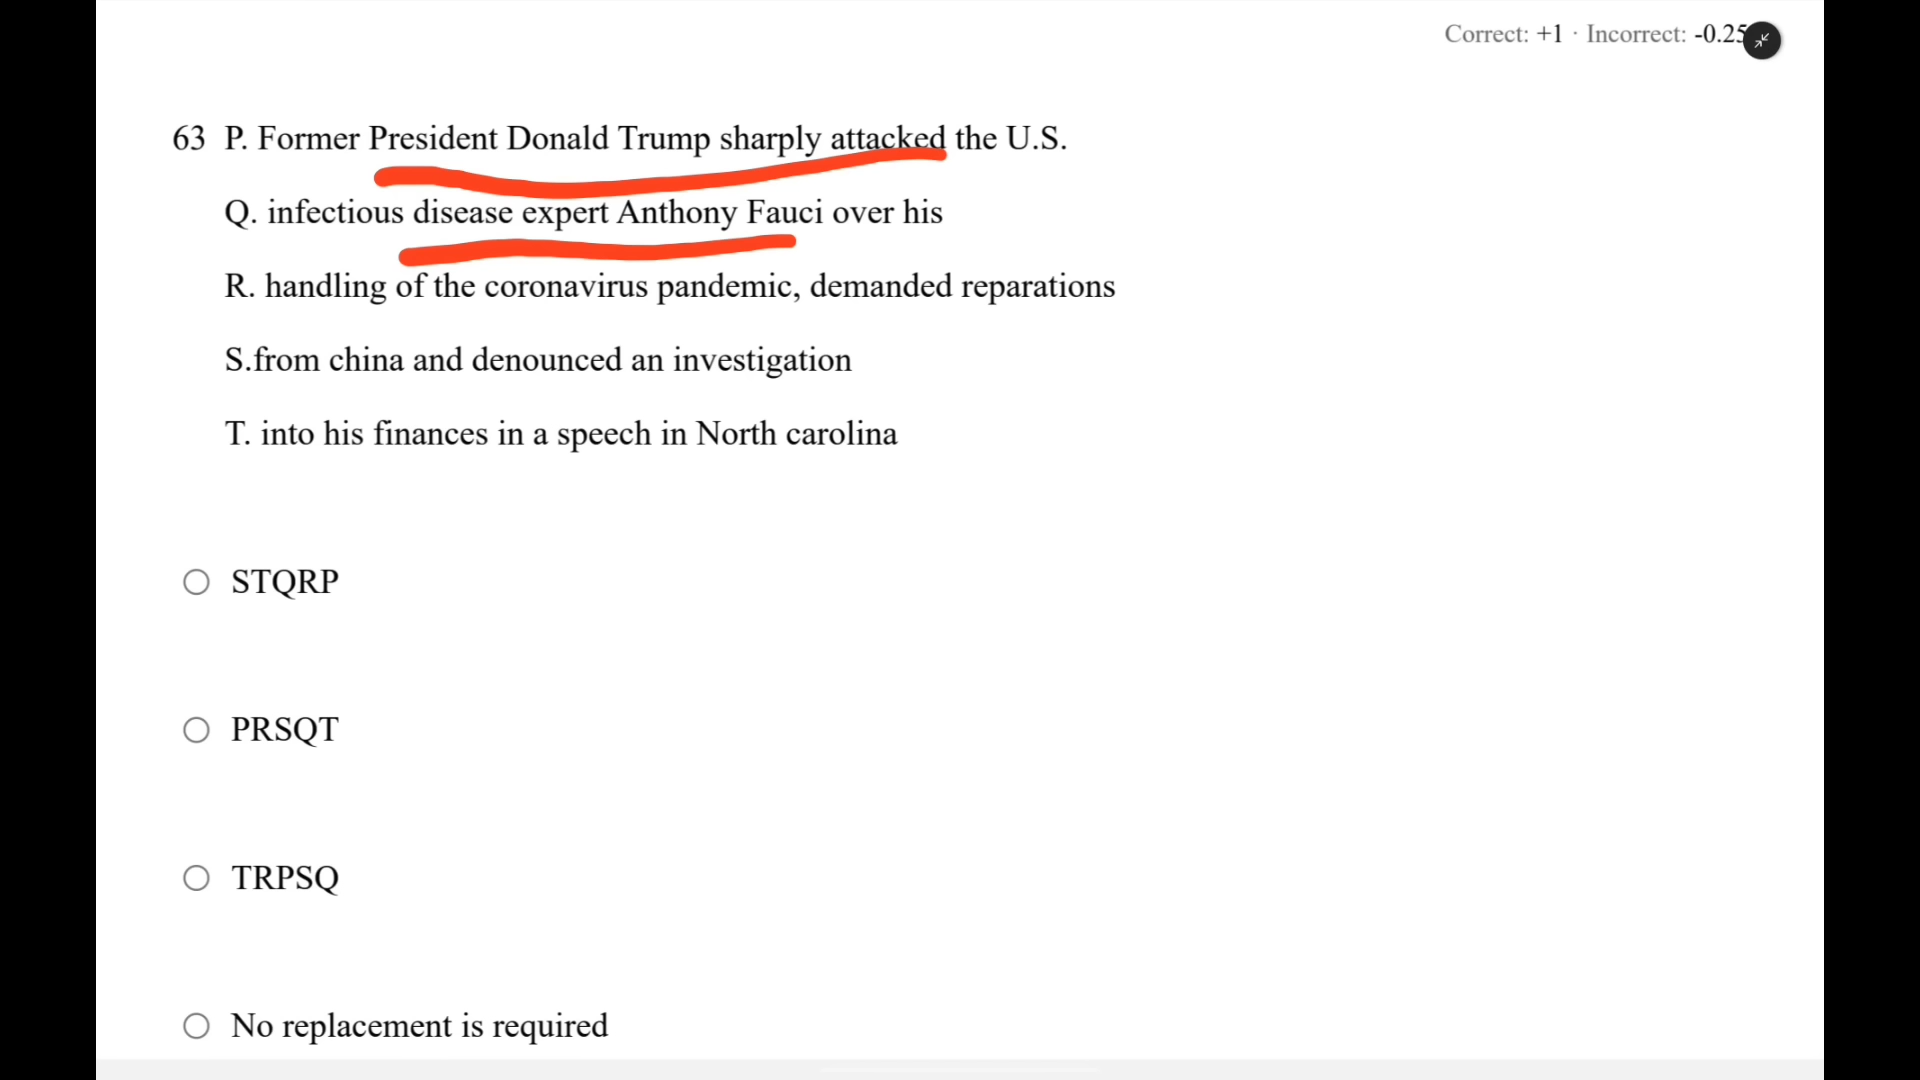 Correct: +1 · Incorrect: -0.25
63 P. Former President Donald Trump sharply attacked the U.S.
Q. infectious disease expert Anthony Fauci over his
R. handling of the coronavirus pandemic, demanded reparations
S.from china and denounced an investigation
T. into his finances in a speech in North carolina
STQRP
PRSQT
TRPSQ
No replacement is required